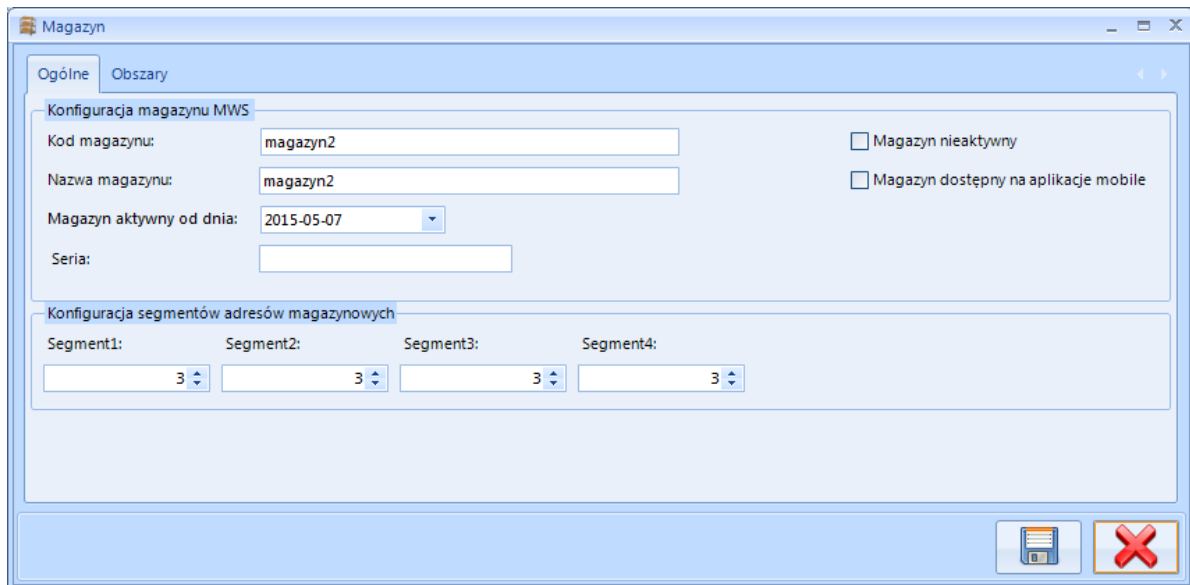 Magazyn
Ogólne Obszary
Konfiguracja magazynu MWS
Kod magazynu: magazyn2 Magazyn nieaktywny
Nazwa magazynu: magazyn2 Magazyn dostępny na aplikacje mobile
Magazyn aktywny od dnia: 2015-05-07
Seria:
Konfiguracja segmentów adresów magazynowych
Segment1: Segment2: Segment3: Segment4:
3 3 3 3